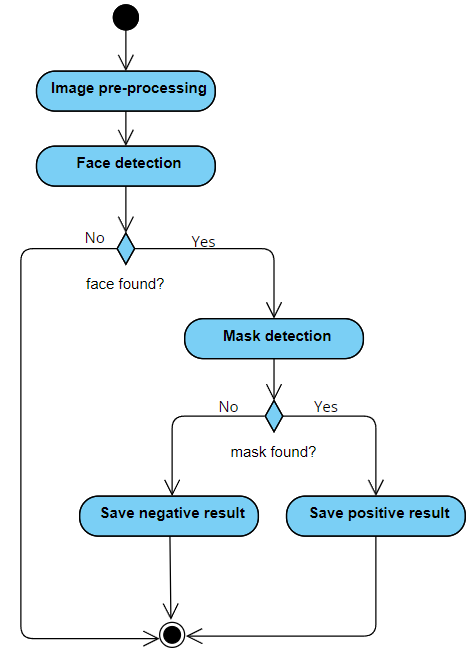 Image pre-processing
Face detection
No
Yes
face found?
Mask detection
No
Yes
mask found?
Save negative result
Save positive result